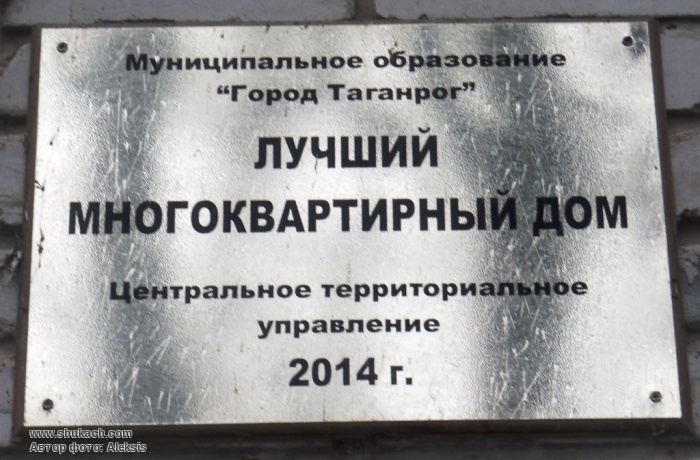 Муниципальное образование
“Город Таганрог”
ЛУЧШИЙ
МНОГОКВАРТИРНЫЙ ДОМ
Центральное территориальное
управление
2014 г.
www.shukach.com
Автор фото: Aleksis